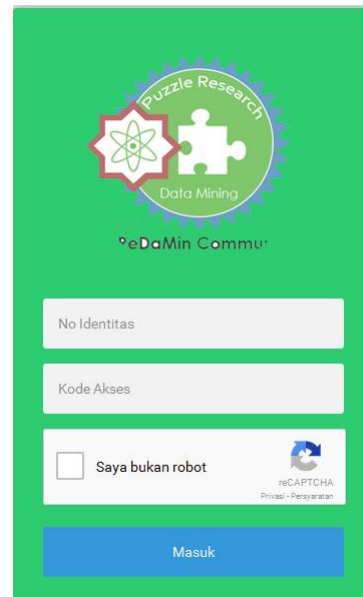 Puzzle Research
Data Mining
No Identitas
Kode Akses
Saya bukan robot
reCAPTCHA
Privasi - Persyaratan
Masuk